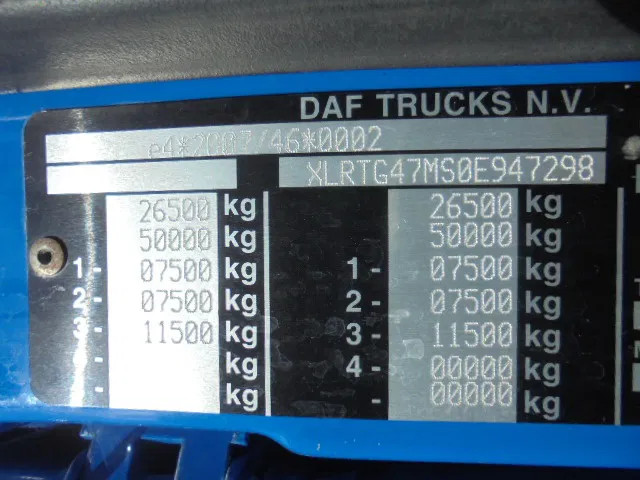 DAF TRUCKS N.V.
e4*2007/46*0002
XLRTG47MS0E947298
26500 kg 26500 kg
50000 kg 50000 kg
1- 07500 kg 1- 07500 kg
2- 07500 kg 2- 07500 kg
3- 11500 kg 3- 11500 kg
- kg 4- 00000 kg
- kg 00000 kg